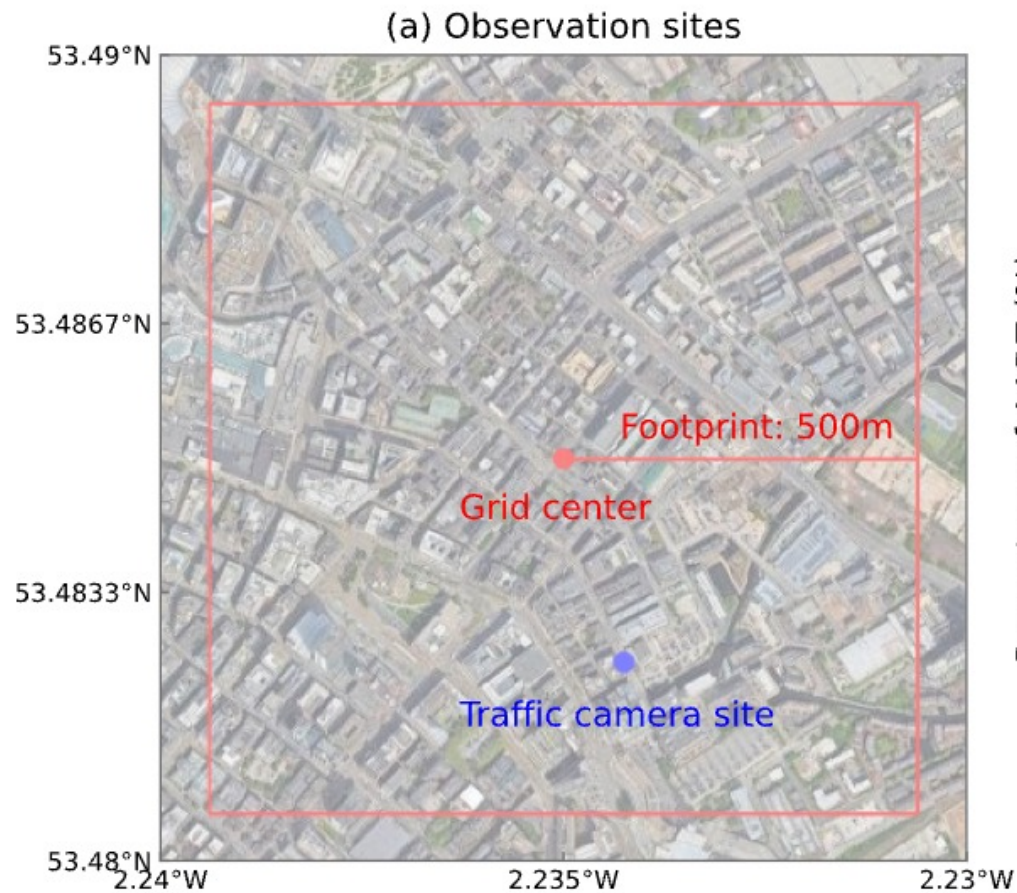 (a) Observation sites
53.49°N
53.4867°N
Footprint: 500m
Grid center
53.4833°N
Traffic camera site
53.48°N
2.24°W
2.235°W
2.23°W